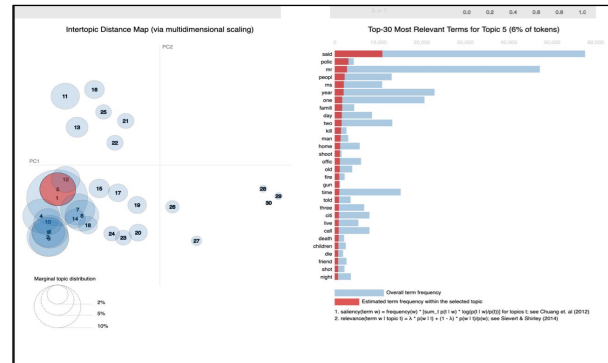 0.0 0.2 0.4 0.6 0.8 1.0
Intertopic Distance Map (via multidimensional scaling)
PC2
PC1
11
16
25
13
21
22
15
17
19
26
28
29
30
1
4
7
14
18
24
23
20
27
Marginal topic distribution
2%
5%
10%
Top-30 Most Relevant Terms for Topic 5 (6% of tokens)
said
polic
mr
peopl
ms
year
one
famili
day
two
kill
man
home
shoot
offic
old
fire
gun
time
told
three
citi
live
call
death
children
die
friend
shot
night
Overall term frequency
Estimated term frequency within the selected topic
1. saliency(term w) = frequency(w) * [sum_t p(t | w) * log(p(t | w)/p(t))] for topics t; see Chuang et. al (2012)
2. relevance(term w | topic t) = λ * p(w | t) + (1 - λ) * p(w | t)/p(w); see Sievert & Shirley (2014)